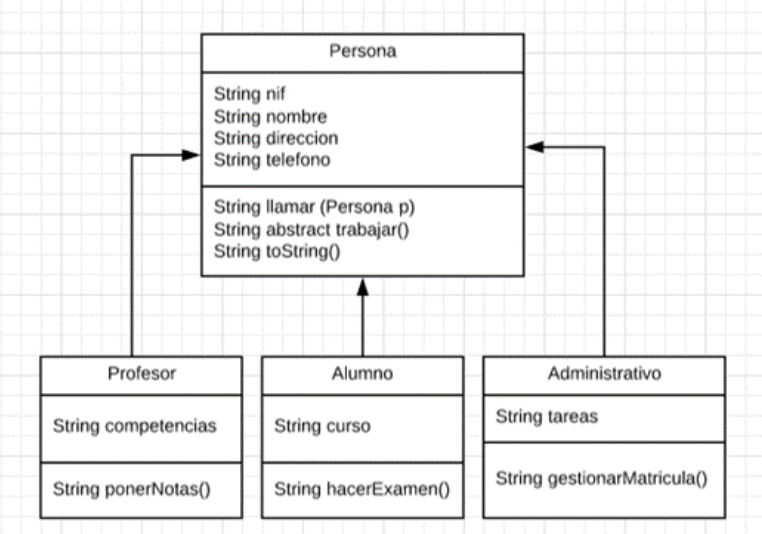 Persona
String nif
String nombre
String direccion
String telefono
String llamar (Persona p)
String abstract trabajar()
String toString()
Profesor
String competencias
String ponerNotas()
Alumno
String curso
String hacerExamen()
Administrativo
String tareas
String gestionarMatricula()